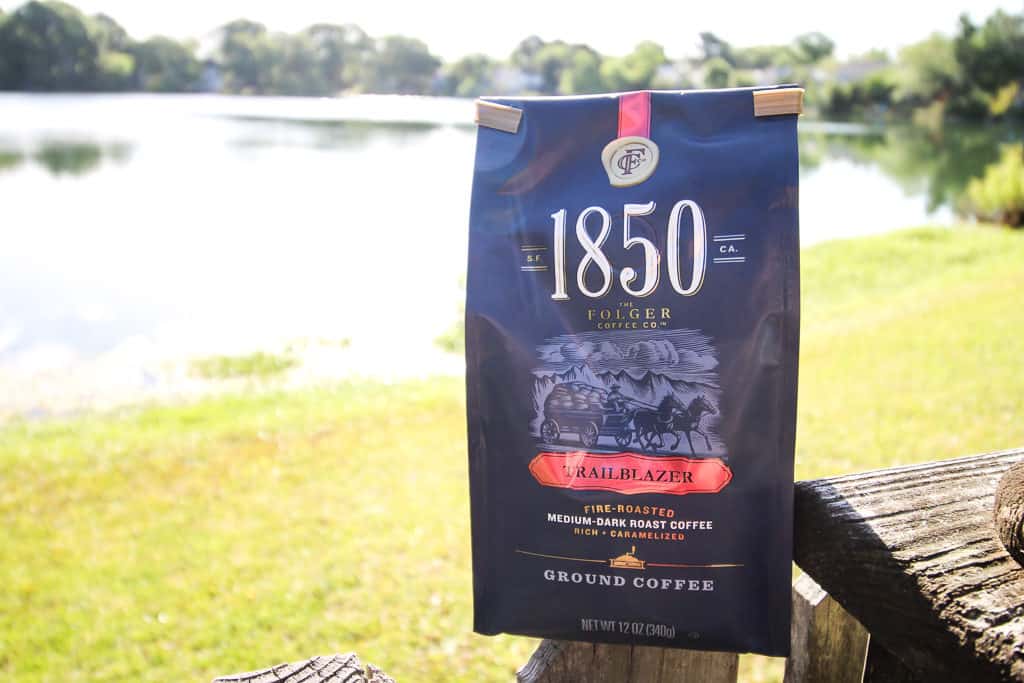 1850
S.F.
CA.
THE
FOLGER
COFFEE CO.™
TRAILBLAZER
FIRE-ROASTED
MEDIUM-DARK ROAST COFFEE
RICH + CARAMELIZED
GROUND COFFEE
NET WT 12 OZ (340g)